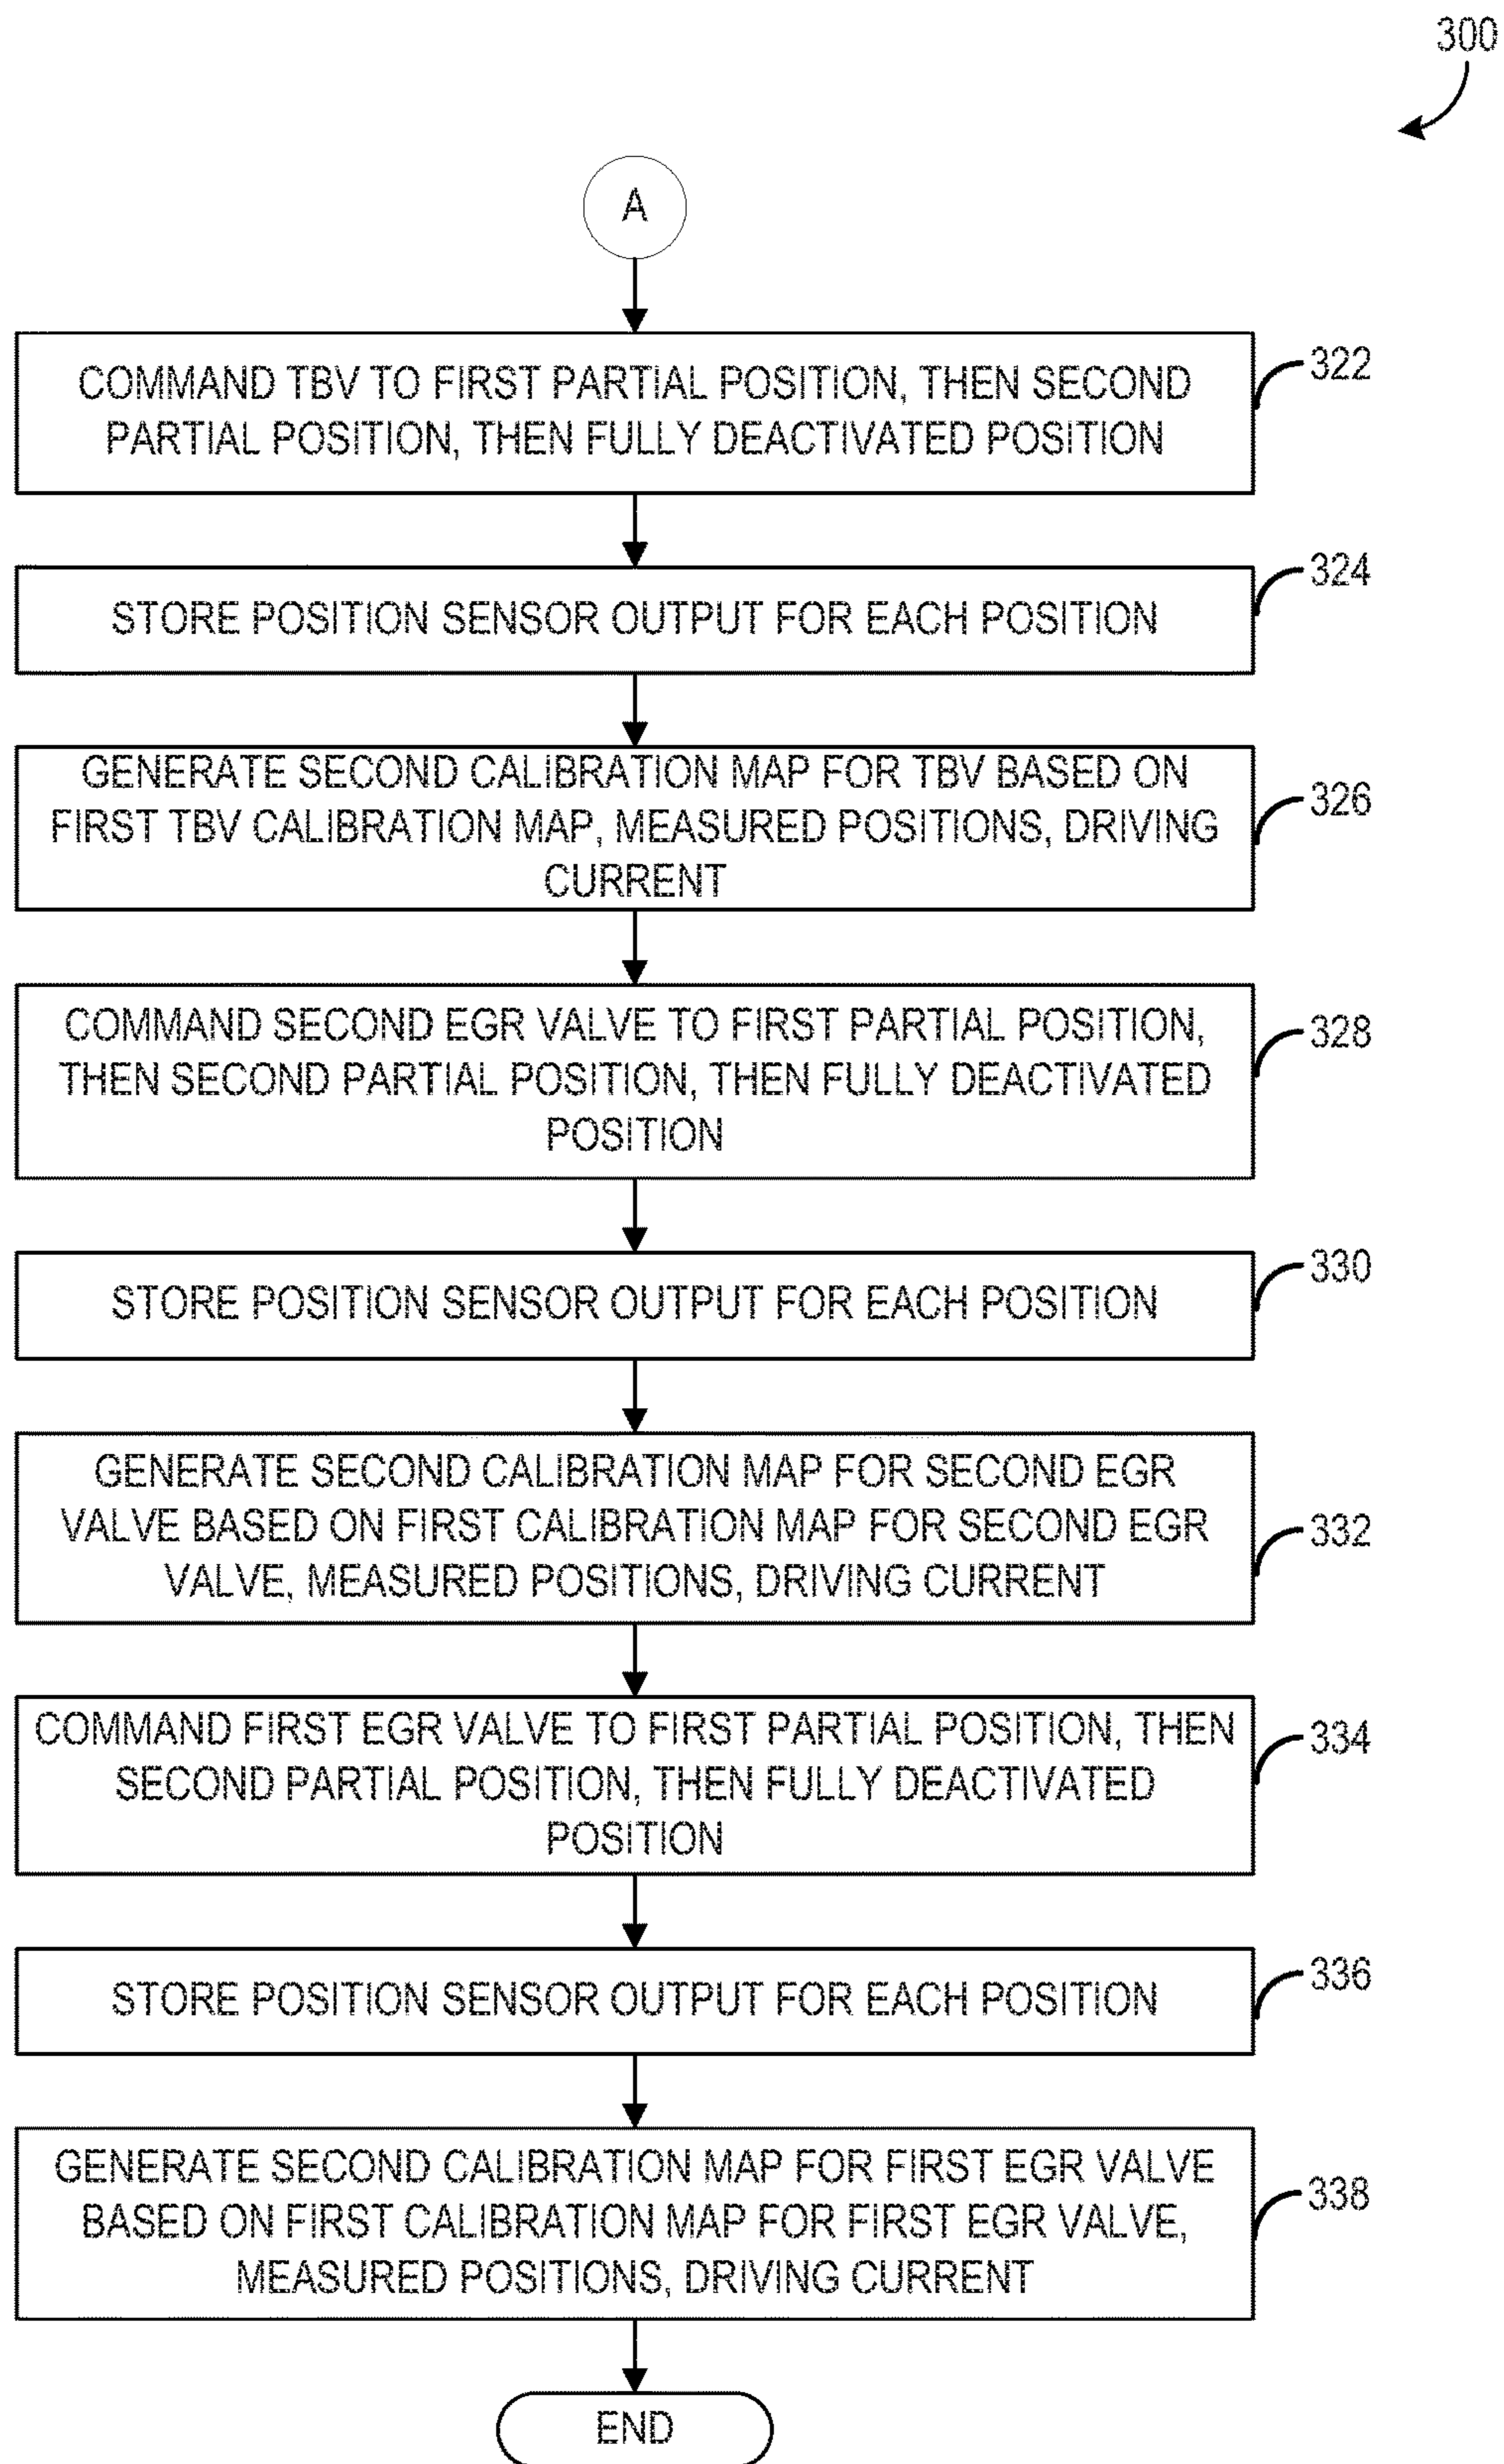 300
A
COMMAND TBV TO FIRST PARTIAL POSITION, THEN SECOND
PARTIAL POSITION, THEN FULLY DEACTIVATED POSITION
322
STORE POSITION SENSOR OUTPUT FOR EACH POSITION
324
GENERATE SECOND CALIBRATION MAP FOR TBV BASED ON
FIRST TBV CALIBRATION MAP, MEASURED POSITIONS, DRIVING
CURRENT
326
COMMAND SECOND EGR VALVE TO FIRST PARTIAL POSITION,
THEN SECOND PARTIAL POSITION, THEN FULLY DEACTIVATED
POSITION
328
STORE POSITION SENSOR OUTPUT FOR EACH POSITION
330
GENERATE SECOND CALIBRATION MAP FOR SECOND EGR
VALVE BASED ON FIRST CALIBRATION MAP FOR SECOND EGR
VALVE, MEASURED POSITIONS, DRIVING CURRENT
332
COMMAND FIRST EGR VALVE TO FIRST PARTIAL POSITION, THEN
SECOND PARTIAL POSITION, THEN FULLY DEACTIVATED
POSITION
334
STORE POSITION SENSOR OUTPUT FOR EACH POSITION
336
GENERATE SECOND CALIBRATION MAP FOR FIRST EGR VALVE
BASED ON FIRST CALIBRATION MAP FOR FIRST EGR VALVE,
MEASURED POSITIONS, DRIVING CURRENT
338
END